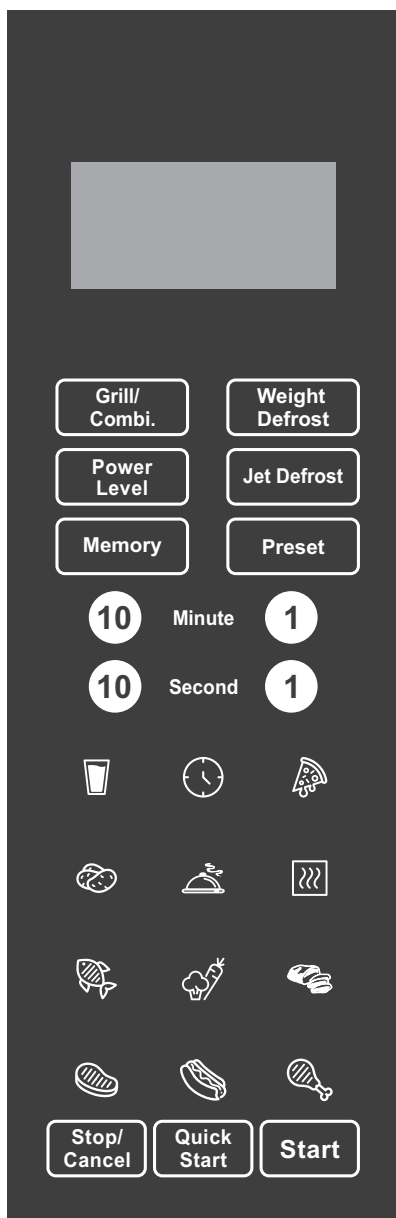 Grill/
Combi.
Weight
Defrost
Power
Level
Jet Defrost
Memory
Preset
10 Minute 1
10 Second 1
Stop/
Cancel
Quick
Start
Start